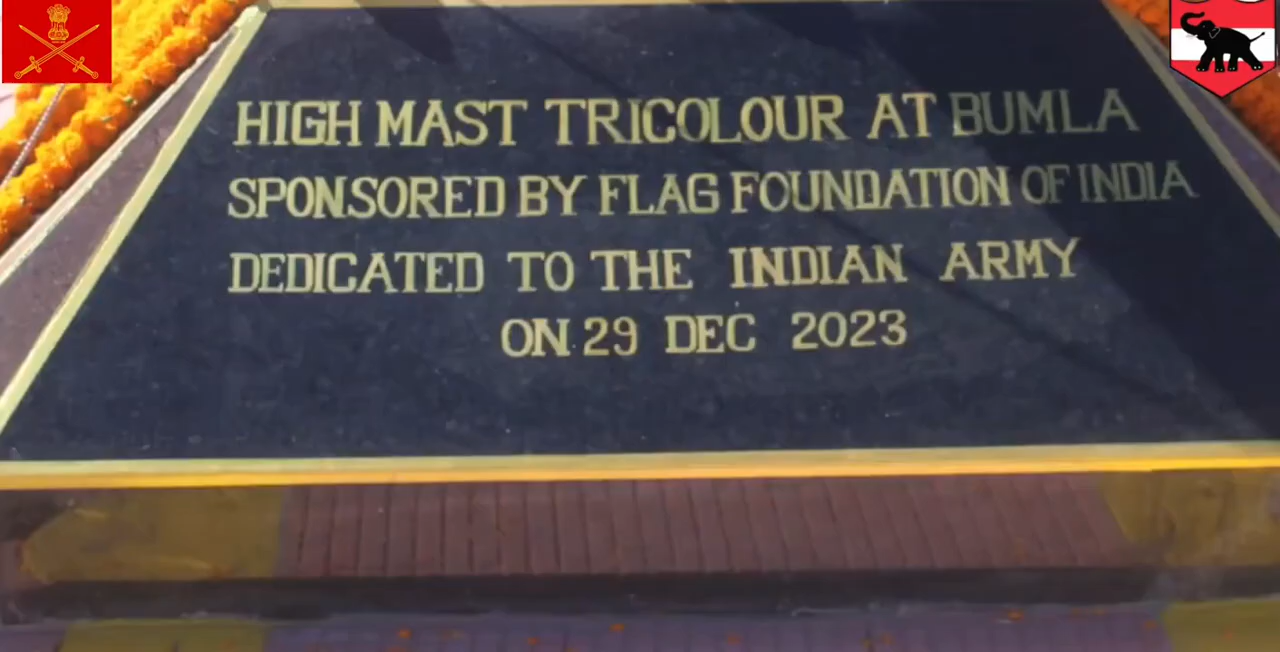 HIGH MAST TRICOLOUR AT BUMLA
SPONSORED BY FLAG FOUNDATION OF INDIA
DEDICATED TO THE INDIAN ARMY
ON 29 DEC 2023